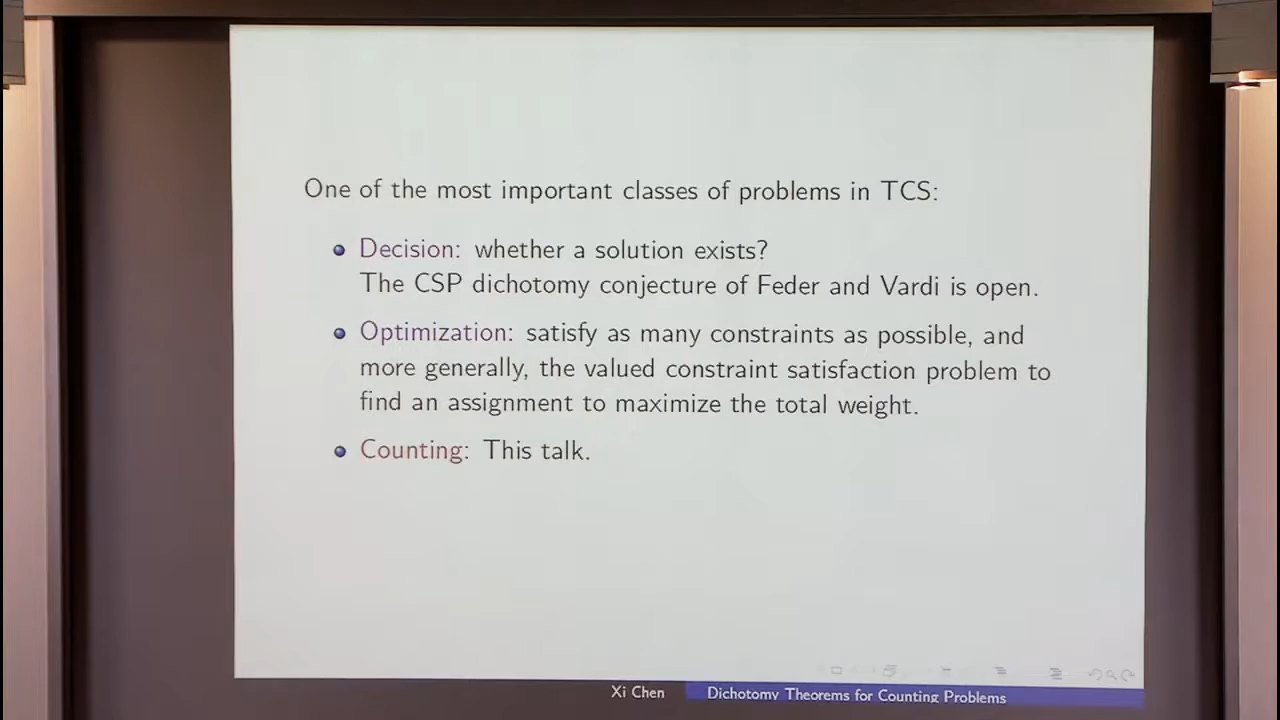 One of the most important classes of problems in TCS:
Decision: whether a solution exists?
The CSP dichotomy conjecture of Feder and Vardi is open.
Optimization: satisfy as many constraints as possible, and
more generally, the valued constraint satisfaction problem to
find an assignment to maximize the total weight.
Counting: This talk.
Xi Chen Dichotomy Theorems for Counting Problems